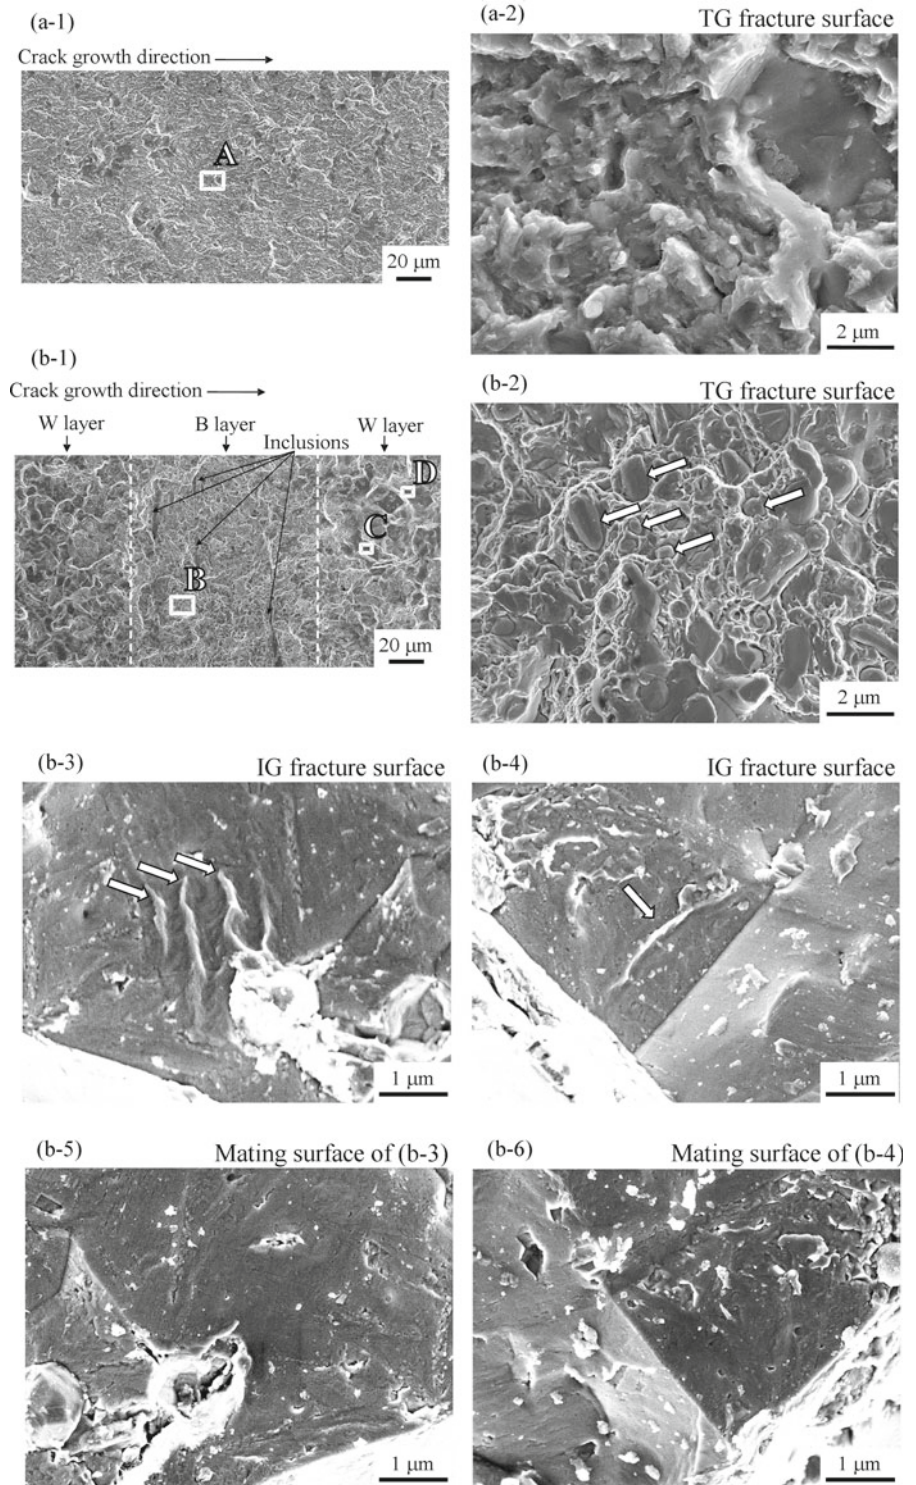 (a-1)
Crack growth direction
A
20 μm
(a-2)
TG fracture surface
2 μm
(b-1)
Crack growth direction
W layer
B layer
W layer
Inclusions
D
C
B
20 μm
(b-2)
TG fracture surface
2 μm
(b-3)
IG fracture surface
1 μm
(b-4)
IG fracture surface
1 μm
(b-5)
Mating surface of (b-3)
1 μm
(b-6)
Mating surface of (b-4)
1 μm